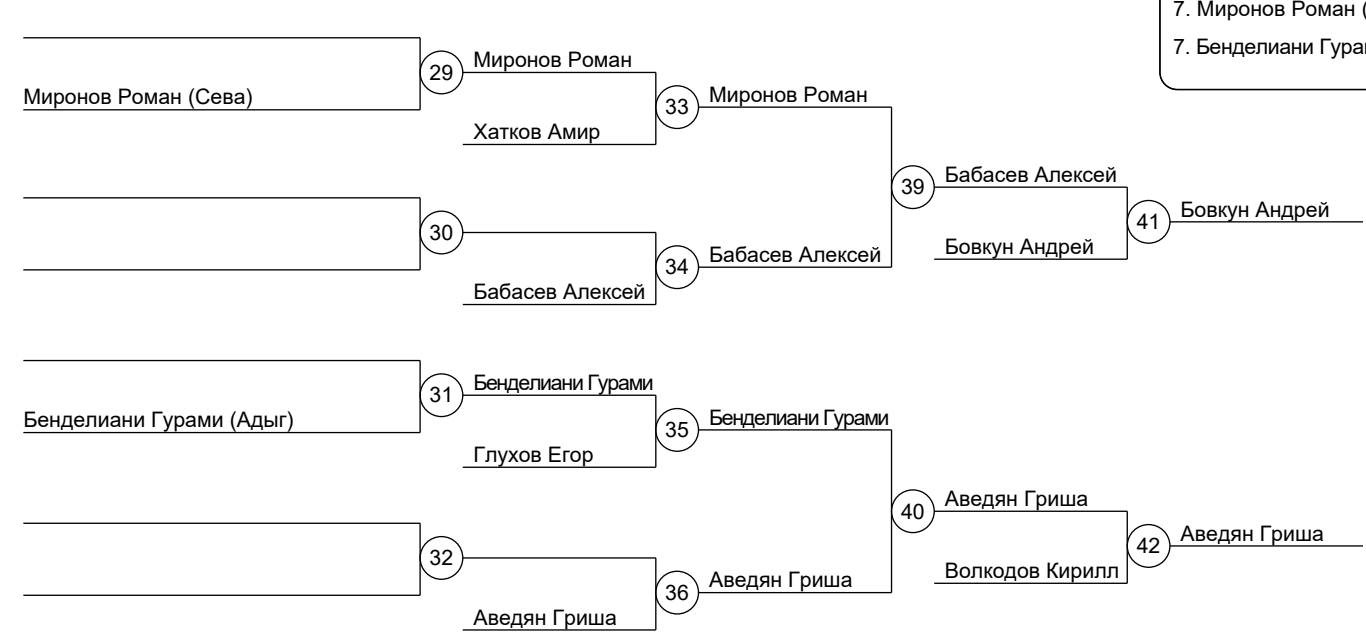 7. Миронов Роман (
7. Бенделиани Гурам
29
Миронов Роман
Миронов Роман (Сева)
33
Миронов Роман
Хатков Амир
39
Бабасев Алексей
30
41
Бовкун Андрей
34
Бабасев Алексей
Бовкун Андрей
Бабасев Алексей
31
Бенделиани Гурами
Бенделиани Гурами (Адыг)
35
Бенделиани Гурами
Глухов Егор
40
Аведян Гриша
32
42
Аведян Гриша
36
Аведян Гриша
Волкодов Кирилл
Аведян Гриша